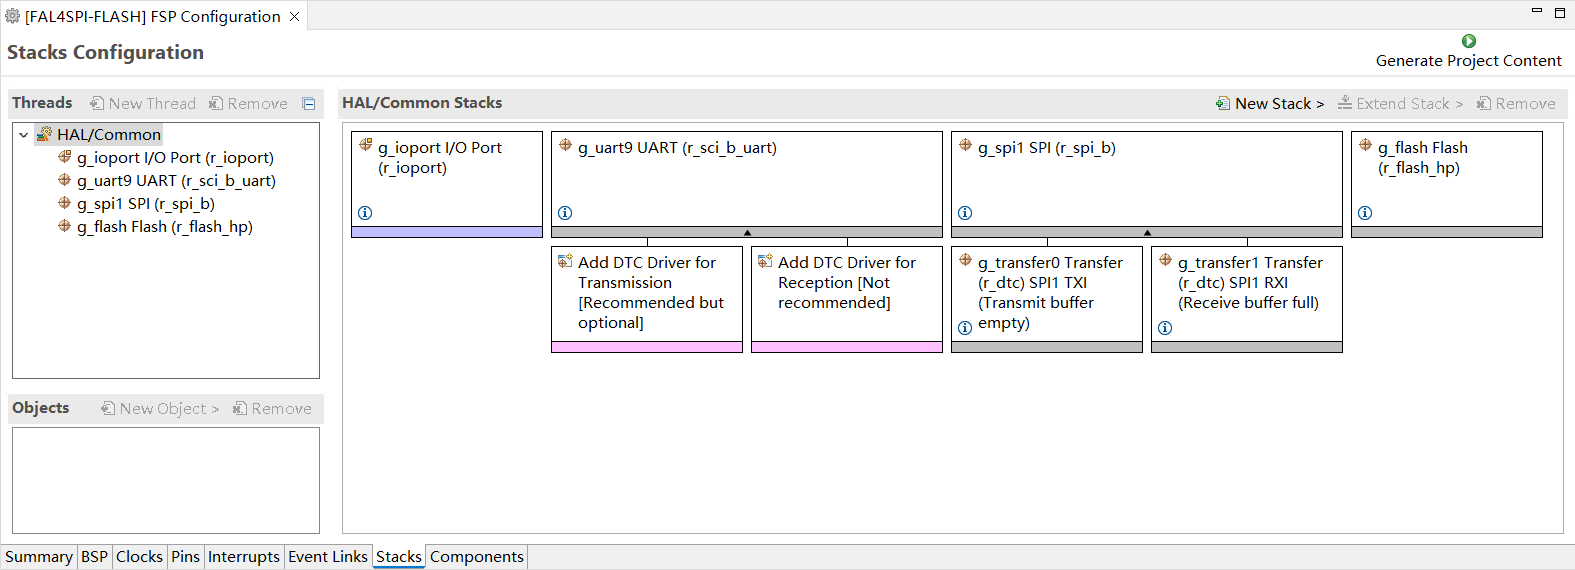 [FAL4SPI-FLASH] FSP Configuration
Stacks Configuration
Generate Project Content
Threads
New Thread
Remove
HAL/Common
g_ioport I/O Port (r_ioport)
g_uart9 UART (r_sci_b_uart)
g_spi1 SPI (r_spi_b)
g_flash Flash (r_flash_hp)
Objects
New Object >
Remove
HAL/Common Stacks
New Stack >
Extend Stack >
Remove
g_ioport I/O Port
(r_ioport)
g_uart9 UART (r_sci_b_uart)
g_spi1 SPI (r_spi_b)
g_flash Flash
(r_flash_hp)
Add DTC Driver for
Transmission
[Recommended but
optional]
Add DTC Driver for
Reception [Not
recommended]
g_transfer0 Transfer
(r_dtc) SPI1 TXI
(Transmit buffer
empty)
g_transfer1 Transfer
(r_dtc) SPI1 RXI
(Receive buffer full)
Summary
BSP
Clocks
Pins
Interrupts
Event Links
Stacks
Components